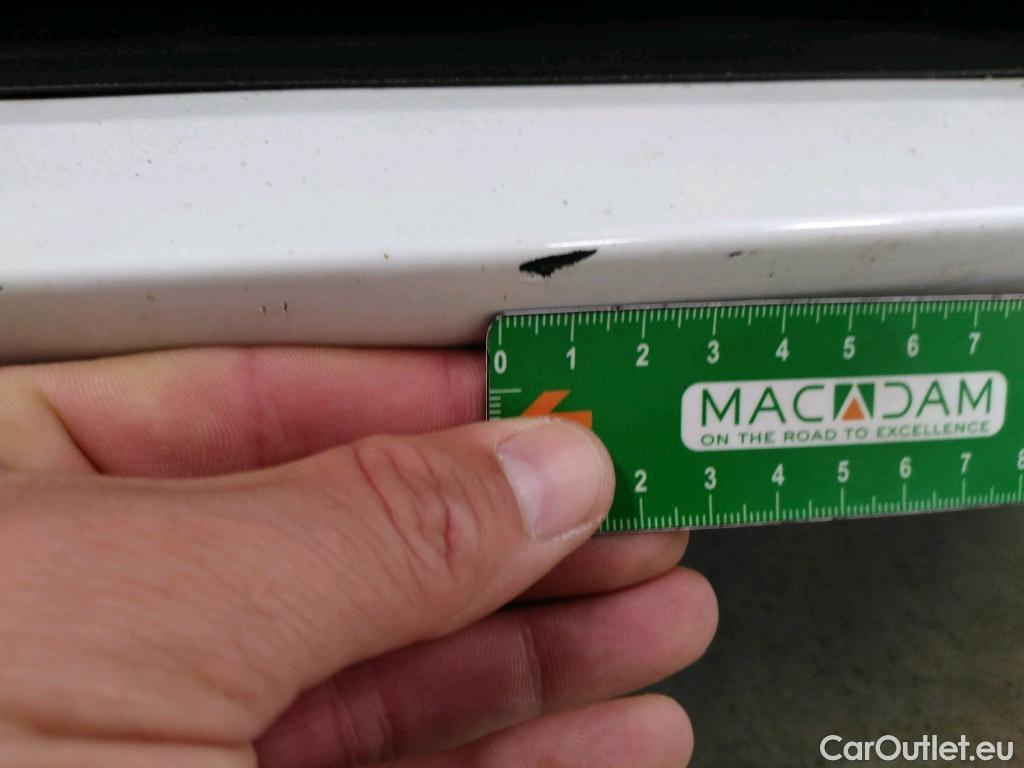 0 1 2 3 4 5 6 7
MACADAM
ON THE ROAD TO EXCELLENCE
2 3 4 5 6 7 8
CarOutlet.eu